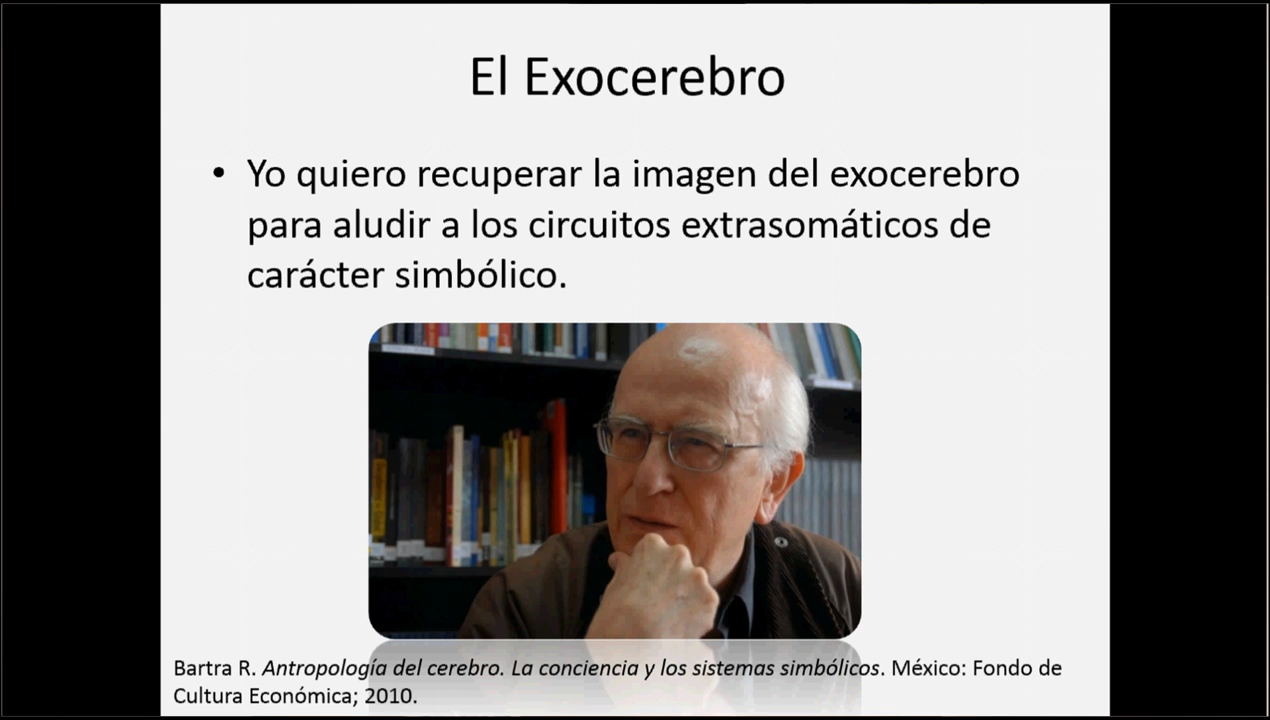 El Exocerebro
• Yo quiero recuperar la imagen del exocerebro
para aludir a los circuitos extrasomáticos de
carácter simbólico.
Bartra R. Antropología del cerebro. La conciencia y los sistemas simbólicos. México: Fondo de
Cultura Económica; 2010.